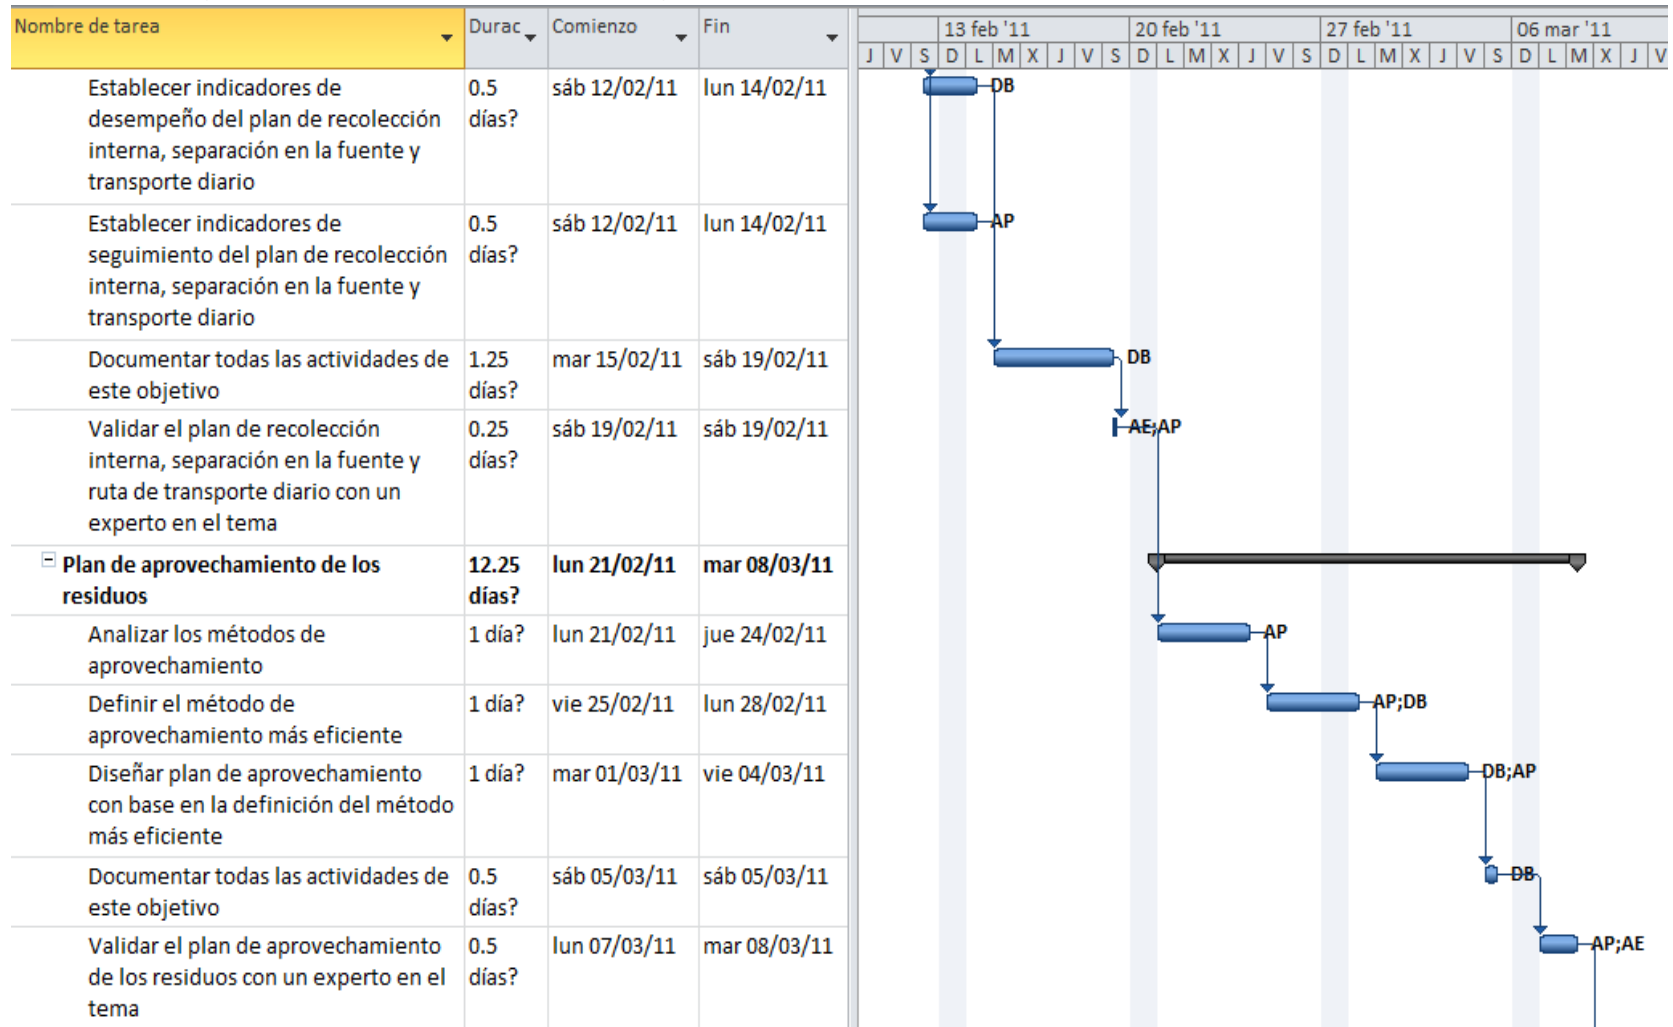 Nombre de tarea Durac Comienzo Fin
13 feb '11 20 feb '11 27 feb '11 06 mar '11
J V S D L M X J V S D L M X J V S D L M X J V S D L M X J V
Establecer indicadores de
desempeño del plan de recolección
interna, separación en la fuente y
transporte diario
0.5
días?
sáb 12/02/11 lun 14/02/11
DB
Establecer indicadores de
seguimiento del plan de recolección
interna, separación en la fuente y
transporte diario
0.5
días?
sáb 12/02/11 lun 14/02/11
AP
Documentar todas las actividades de
este objetivo
1.25
días?
mar 15/02/11 sáb 19/02/11
DB
Validar el plan de recolección
interna, separación en la fuente y
ruta de transporte diario con un
experto en el tema
0.25
días?
sáb 19/02/11 sáb 19/02/11
AE;AP
Plan de aprovechamiento de los
residuos
12.25
días?
lun 21/02/11 mar 08/03/11
Analizar los métodos de
aprovechamiento
1 día? lun 21/02/11 jue 24/02/11
AP
Definir el método de
aprovechamiento más eficiente
1 día? vie 25/02/11 lun 28/02/11
AP;DB
Diseñar plan de aprovechamiento
con base en la definición del método
más eficiente
1 día? mar 01/03/11 vie 04/03/11
DB;AP
Documentar todas las actividades de
este objetivo
0.5
días?
sáb 05/03/11 sáb 05/03/11
DB
Validar el plan de aprovechamiento
de los residuos con un experto en el
tema
0.5
días?
lun 07/03/11 mar 08/03/11
AP;AE